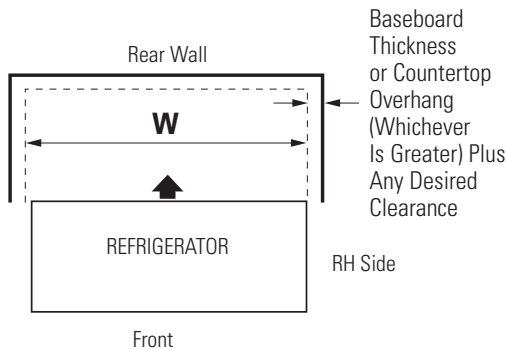 Rear Wall
Baseboard
Thickness
or Countertop
Overhang
(Whichever
Is Greater) Plus
Any Desired
Clearance
W
REFRIGERATOR
RH Side
Front